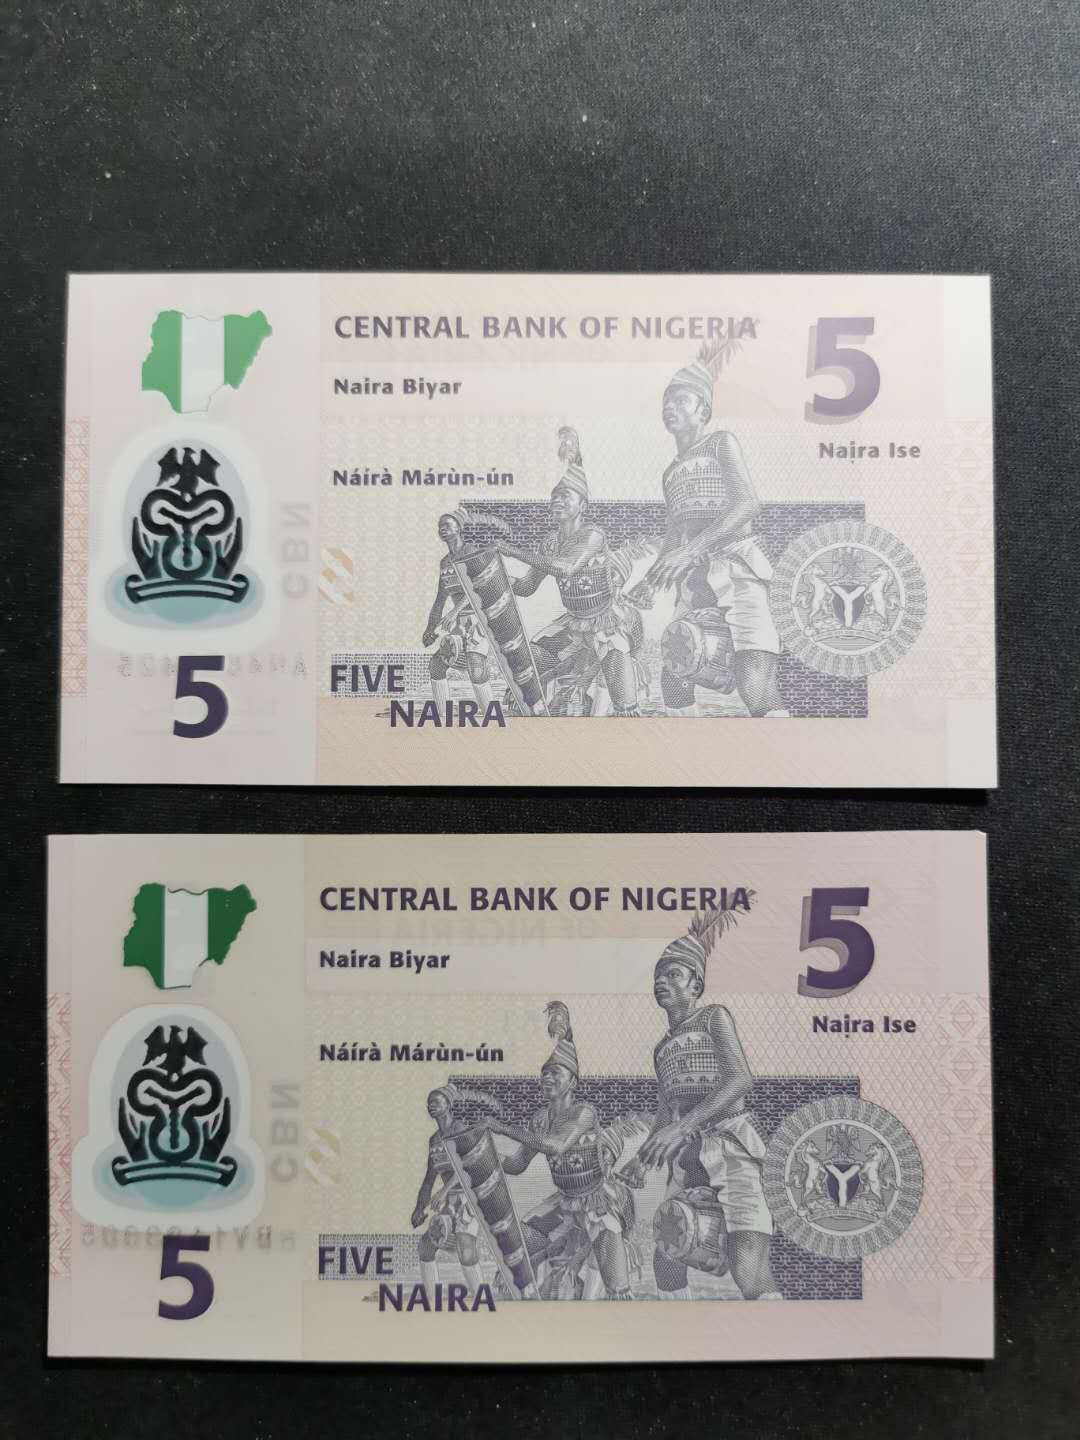 CENTRAL BANK OF NIGERIA
5
Naira Biyar
Naịra Ise
Náírà Márùn-ún
CBN
5
FIVE
NAIRA
CENTRAL BANK OF NIGERIA
5
Naira Biyar
Naịra Ise
Náírà Márùn-ún
CBN
5
FIVE
NAIRA